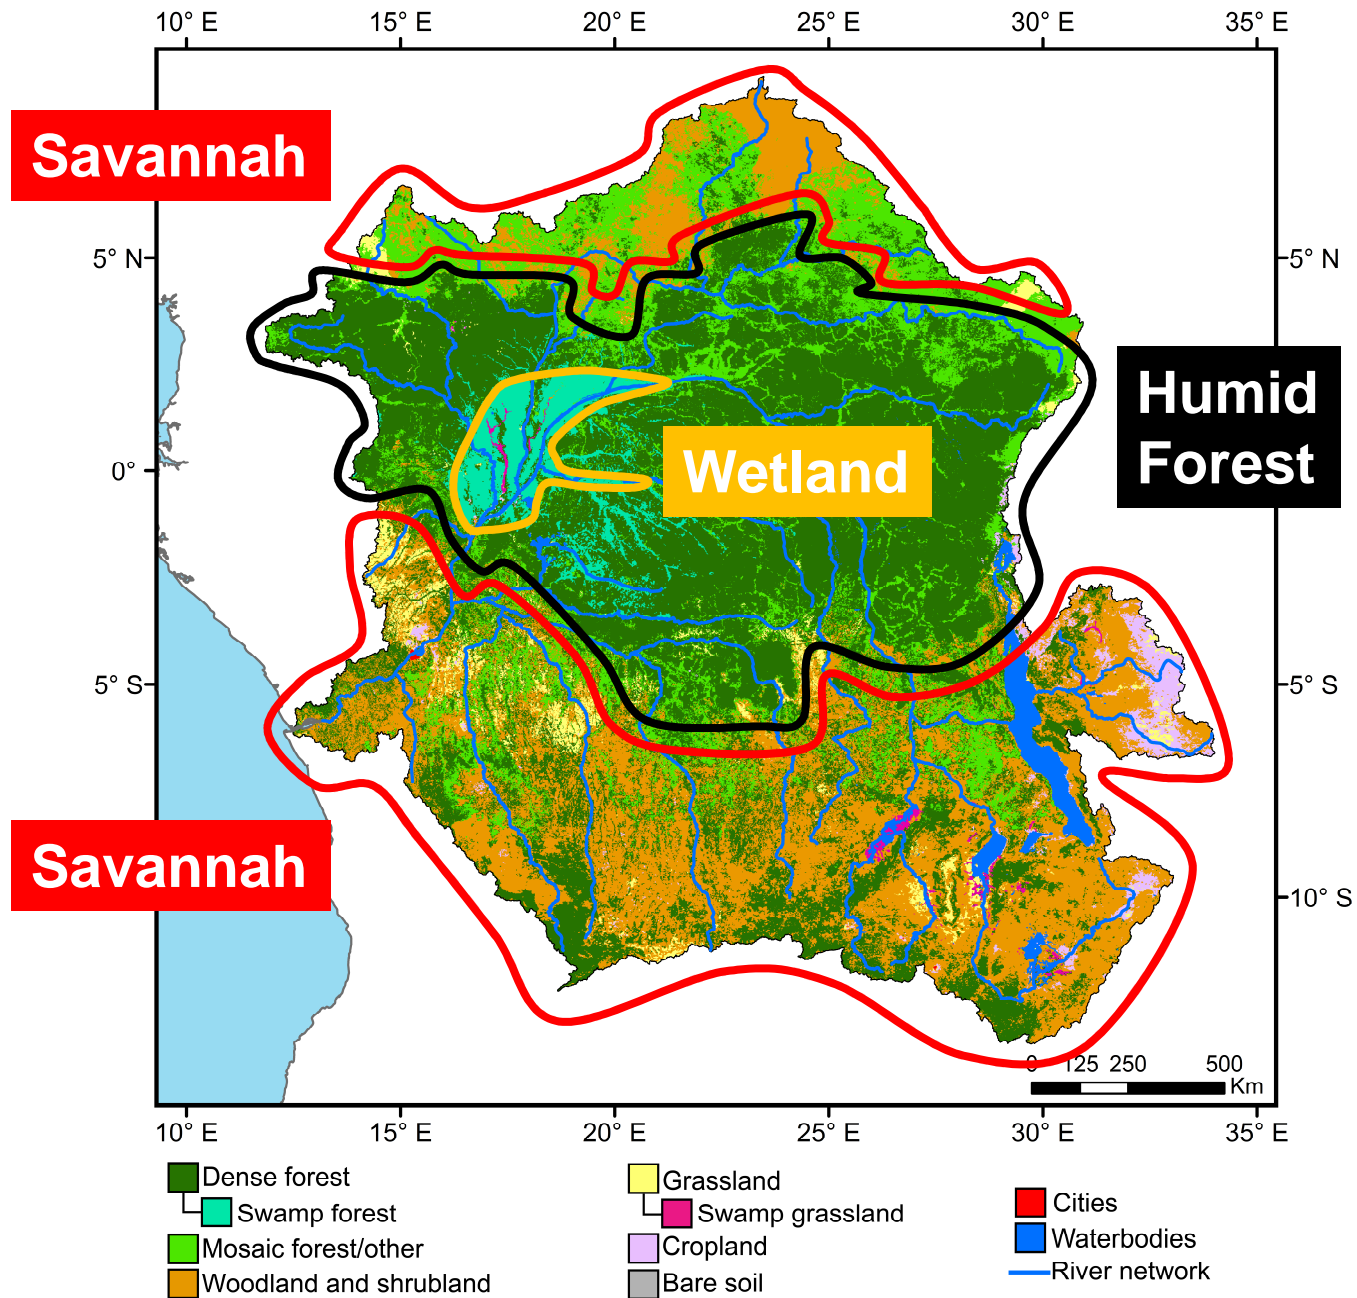 10° E 15° E 20° E 25° E 30° E 35° E
Savannah
5° N
5° N
Humid
Forest
0°
Wetland
5° S
5° S
Savannah
10° S
0 125 250 500
Km
10° E 15° E 20° E 25° E 30° E 35° E
Dense forest
Swamp forest
Mosaic forest/other
Woodland and shrubland
Grassland
Swamp grassland
Cropland
Bare soil
Cities
Waterbodies
River network